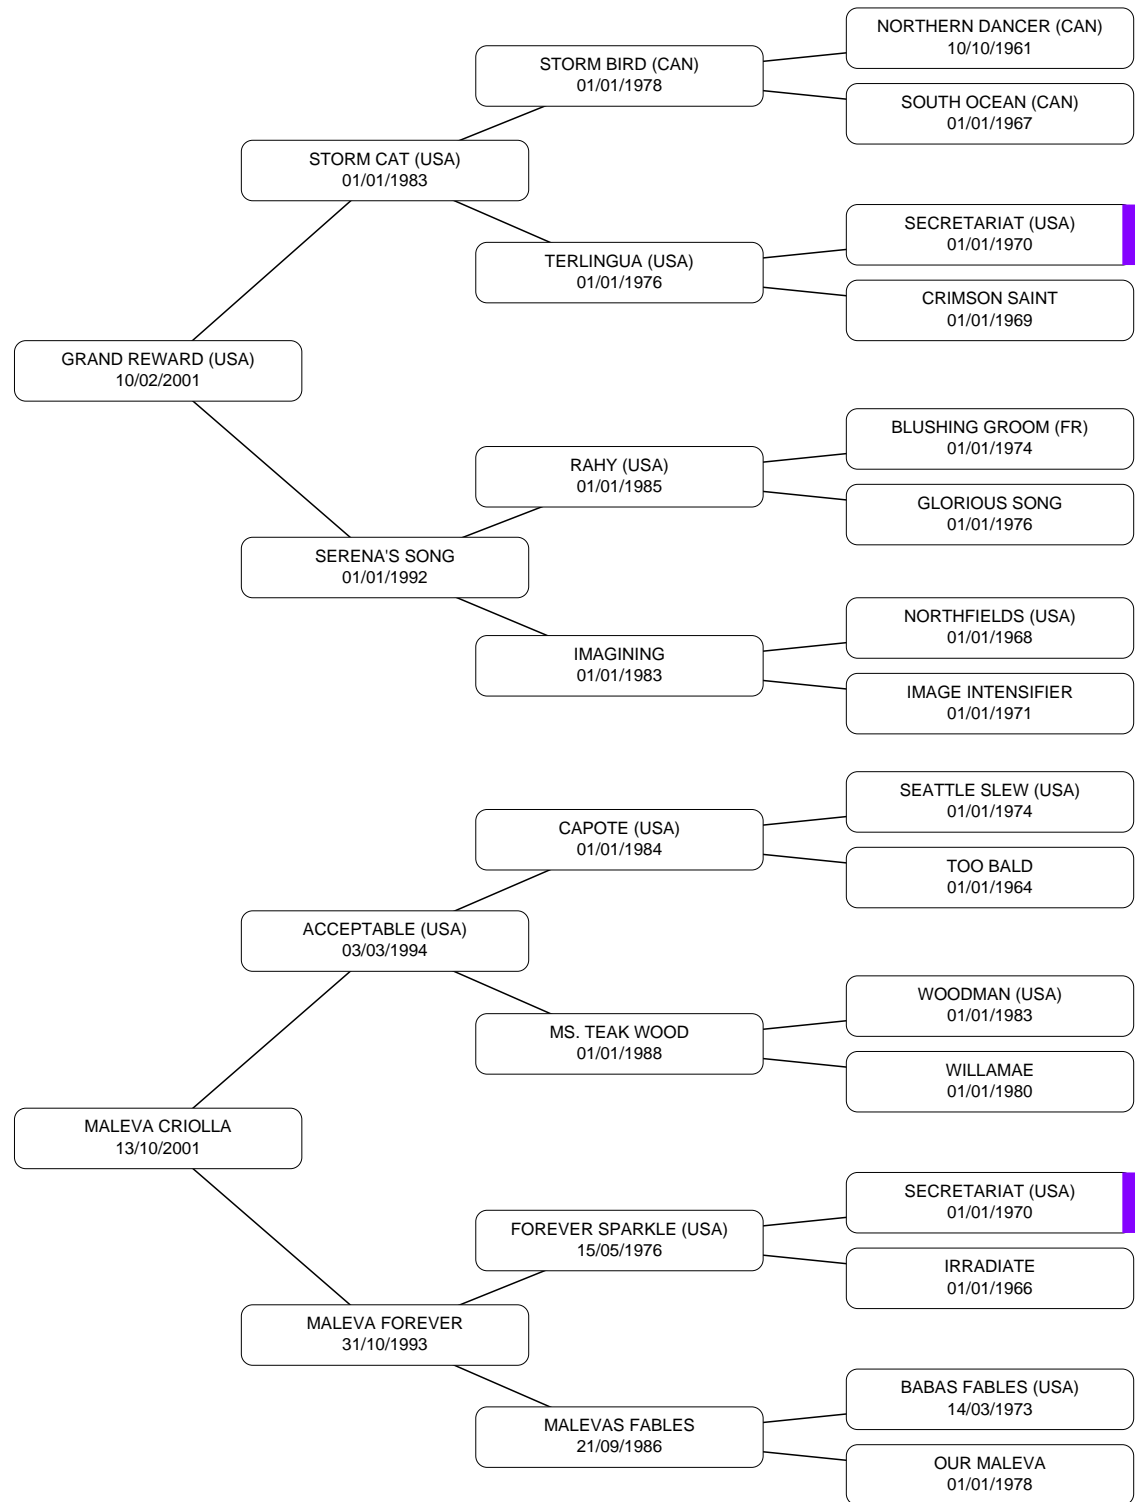 NORTHERN DANCER (CAN)
10/10/1961
STORM BIRD (CAN)
01/01/1978
SOUTH OCEAN (CAN)
01/01/1967
STORM CAT (USA)
01/01/1983
SECRETARIAT (USA)
01/01/1970
TERLINGUA (USA)
01/01/1976
CRIMSON SAINT
01/01/1969
GRAND REWARD (USA)
10/02/2001
BLUSHING GROOM (FR)
01/01/1974
RAHY (USA)
01/01/1985
GLORIOUS SONG
01/01/1976
SERENA'S SONG
01/01/1992
NORTHFIELDS (USA)
01/01/1968
IMAGINING
01/01/1983
IMAGE INTENSIFIER
01/01/1971
SEATTLE SLEW (USA)
01/01/1974
CAPOTE (USA)
01/01/1984
TOO BALD
01/01/1964
ACCEPTABLE (USA)
03/03/1994
WOODMAN (USA)
01/01/1983
MS. TEAK WOOD
01/01/1988
WILLAMAE
01/01/1980
MALEVA CRIOLLA
13/10/2001
SECRETARIAT (USA)
01/01/1970
FOREVER SPARKLE (USA)
15/05/1976
IRRADIATE
01/01/1966
MALEVA FOREVER
31/10/1993
BABAS FABLES (USA)
14/03/1973
MALEVAS FABLES
21/09/1986
OUR MALEVA
01/01/1978